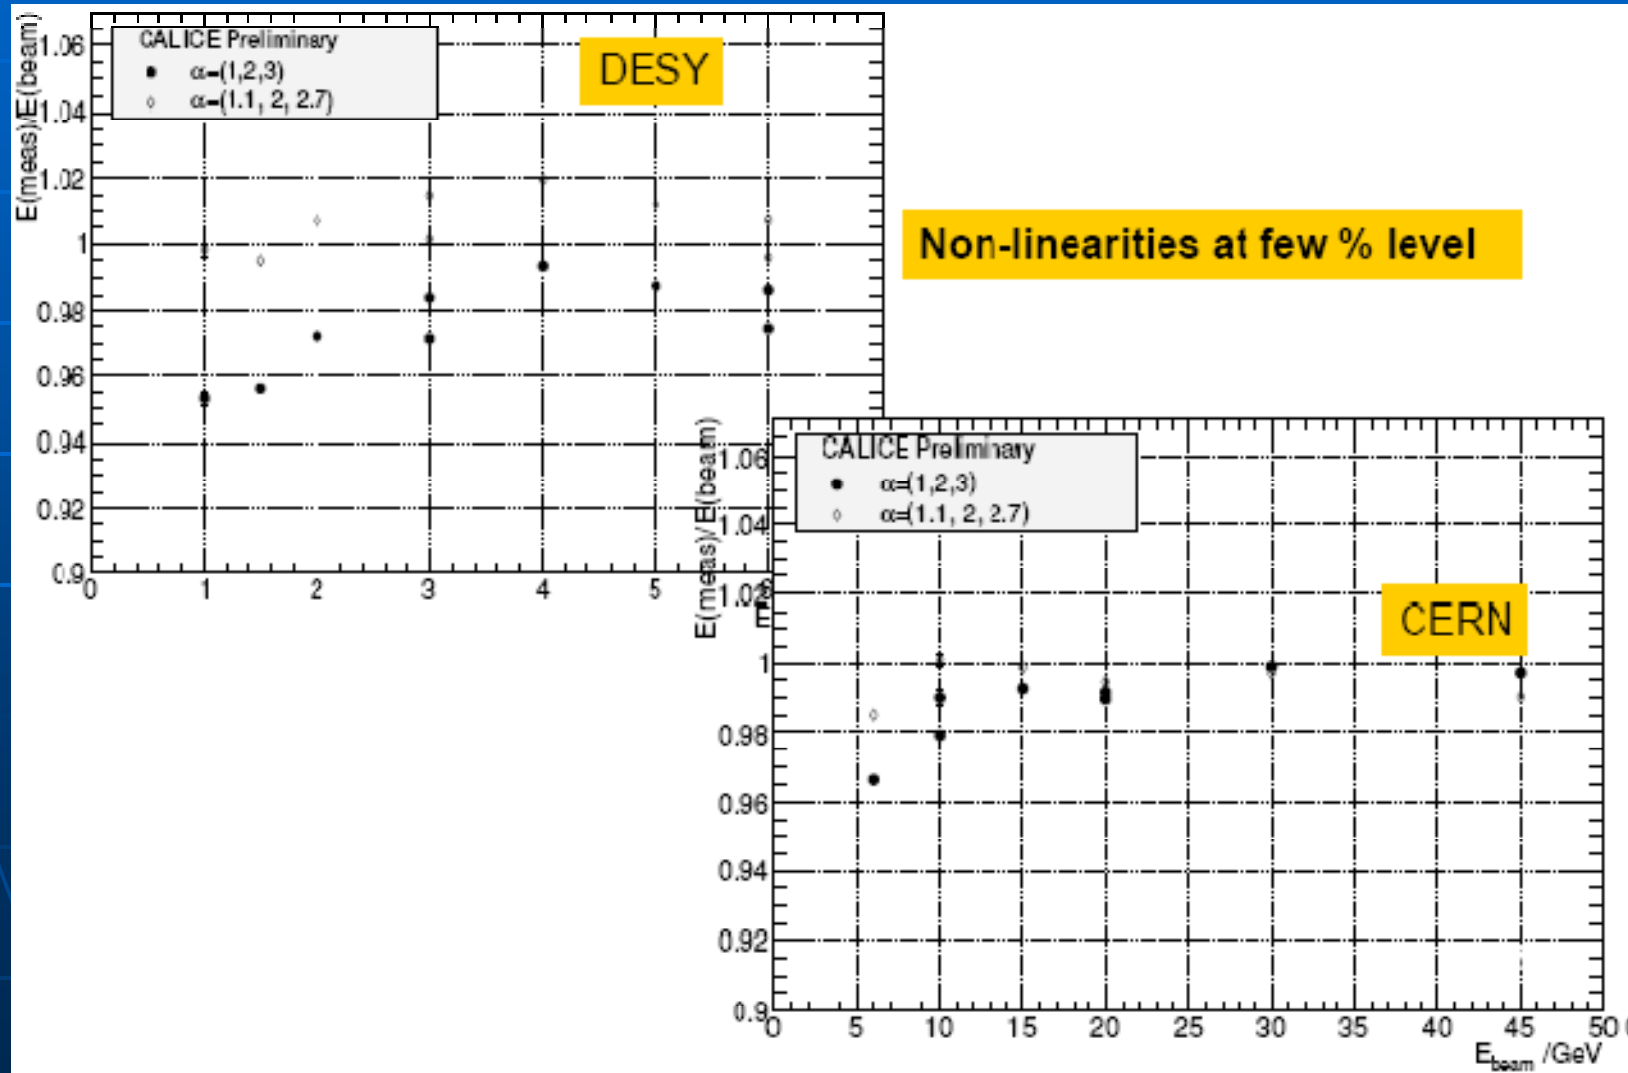 CALICE Preliminary
α=(1,2,3)
α=(1.1, 2, 2.7)
DESY
E(meas)/E(beam)
1.06
1.04
1.02
1
0.98
0.96
0.94
0.92
0.9
0 1 2 3 4 5
Non-linearities at few % level
CALICE Preliminary
α=(1,2,3)
α=(1.1, 2, 2.7)
CERN
E(meas)/E(beam)
1.06
1.04
1.02
1
0.98
0.96
0.94
0.92
0.9
0 5 10 15 20 25 30 35 40 45 50
E_beam /GeV